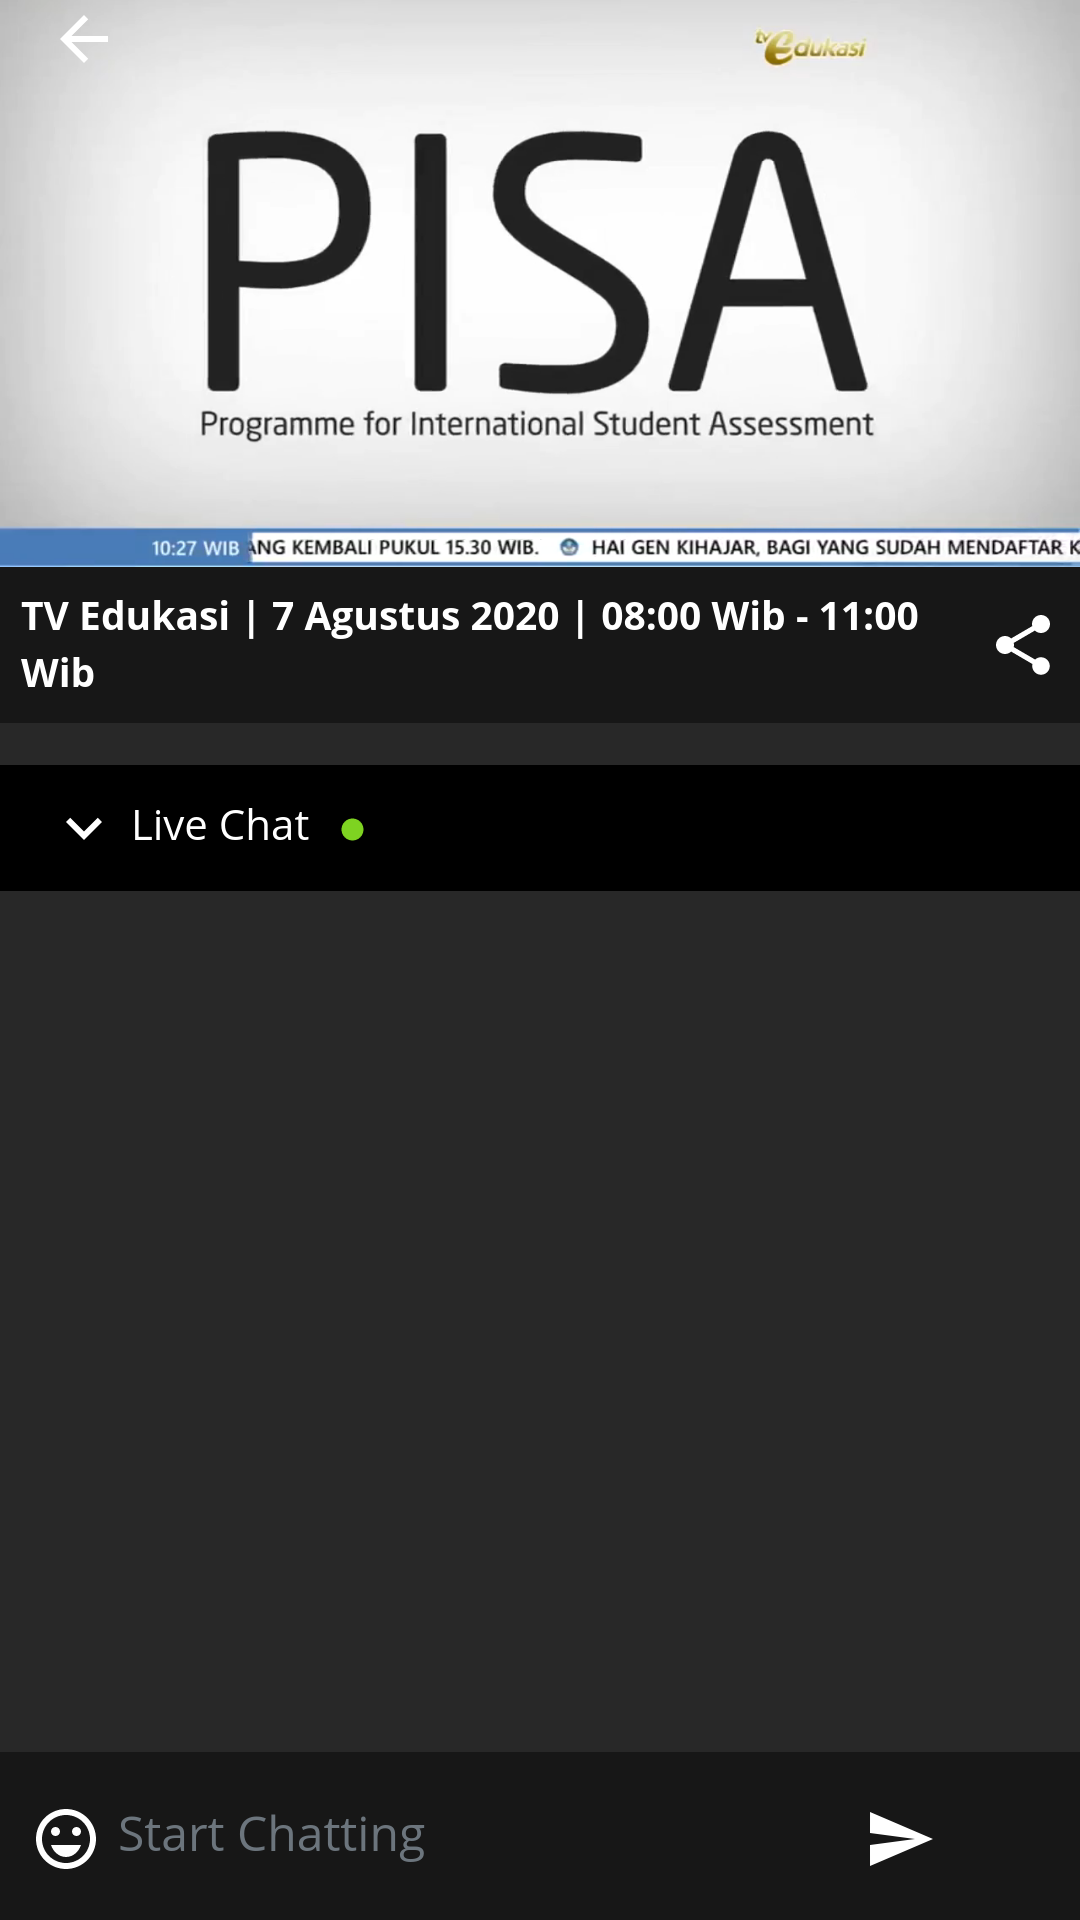 tv edukasi
PISA
Programme for International Student Assessment
10:27 WIB ANG KEMBALI PUKUL 15.30 WIB. HAI GEN KIHAJAR, BAGI YANG SUDAH MENDAFTAR
TV Edukasi | 7 Agustus 2020 | 08:00 Wib - 11:00
Wib
Live Chat
Start Chatting